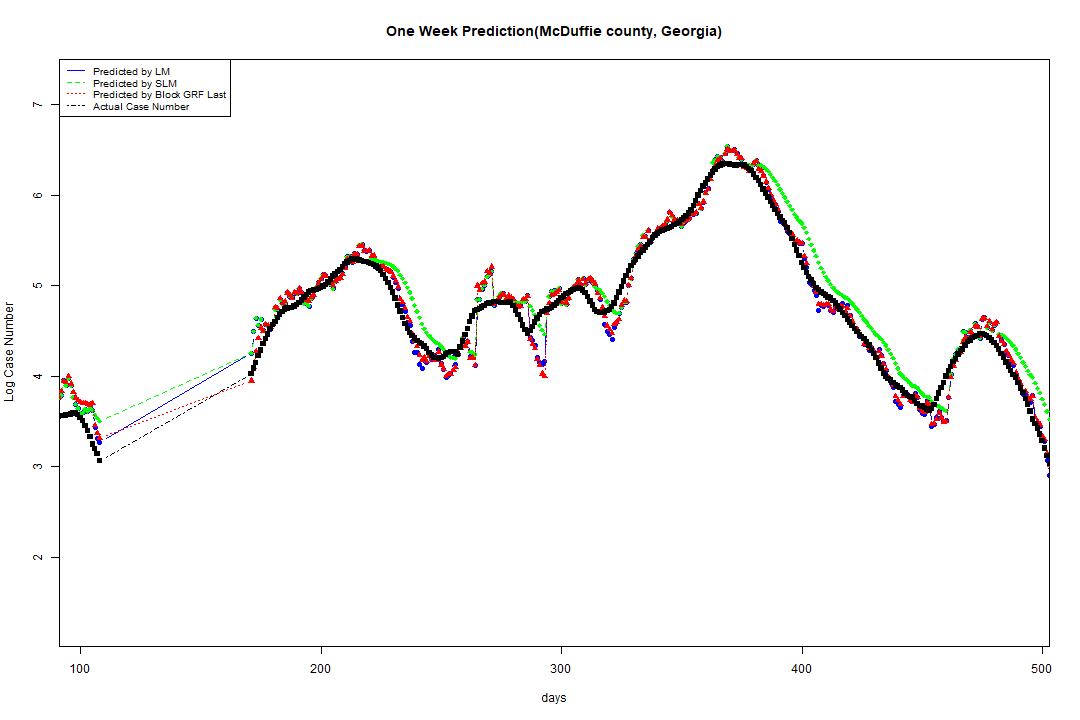 One Week Prediction(McDuffie county, Georgia)
Predicted by LM
Predicted by SLM
Predicted by Block GRF Last
Actual Case Number
7
6
5
4
3
2
Log Case Number
100 200 300 400 500
days